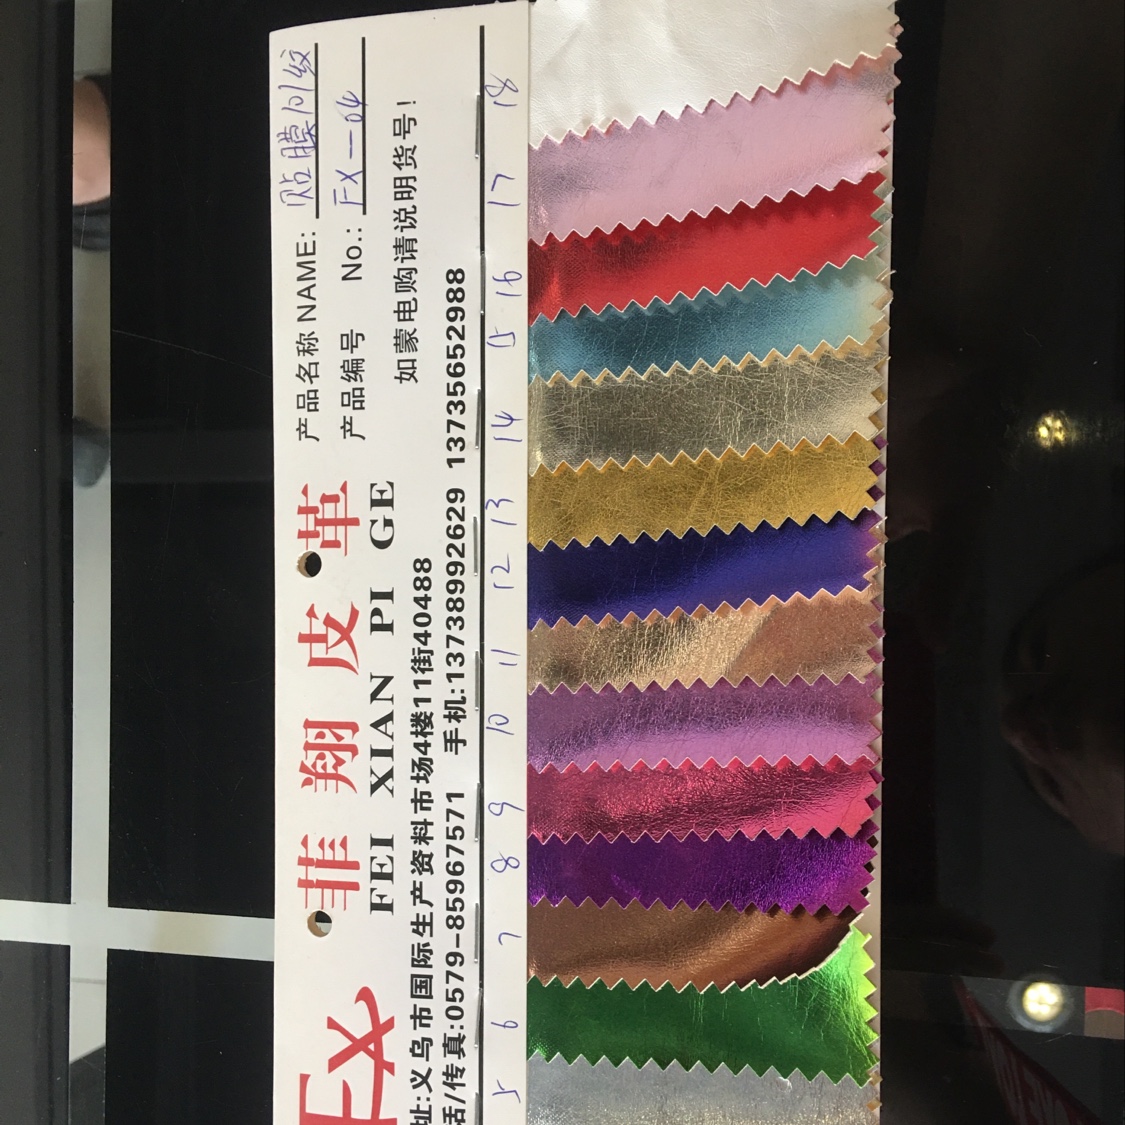 FX
菲翔皮革
FEI XIAN PI GE
产品名称 NAME: 贴膜小纹
产品编号 No.: FX-04
如蒙电购请说明货号!
址:义乌市国际生产资料市场4楼11街40488
话/传真:0579-85967571 手机:13738992629 13735652988
5 6 7 8 9 10 11 12 13 14 15 16 17 18